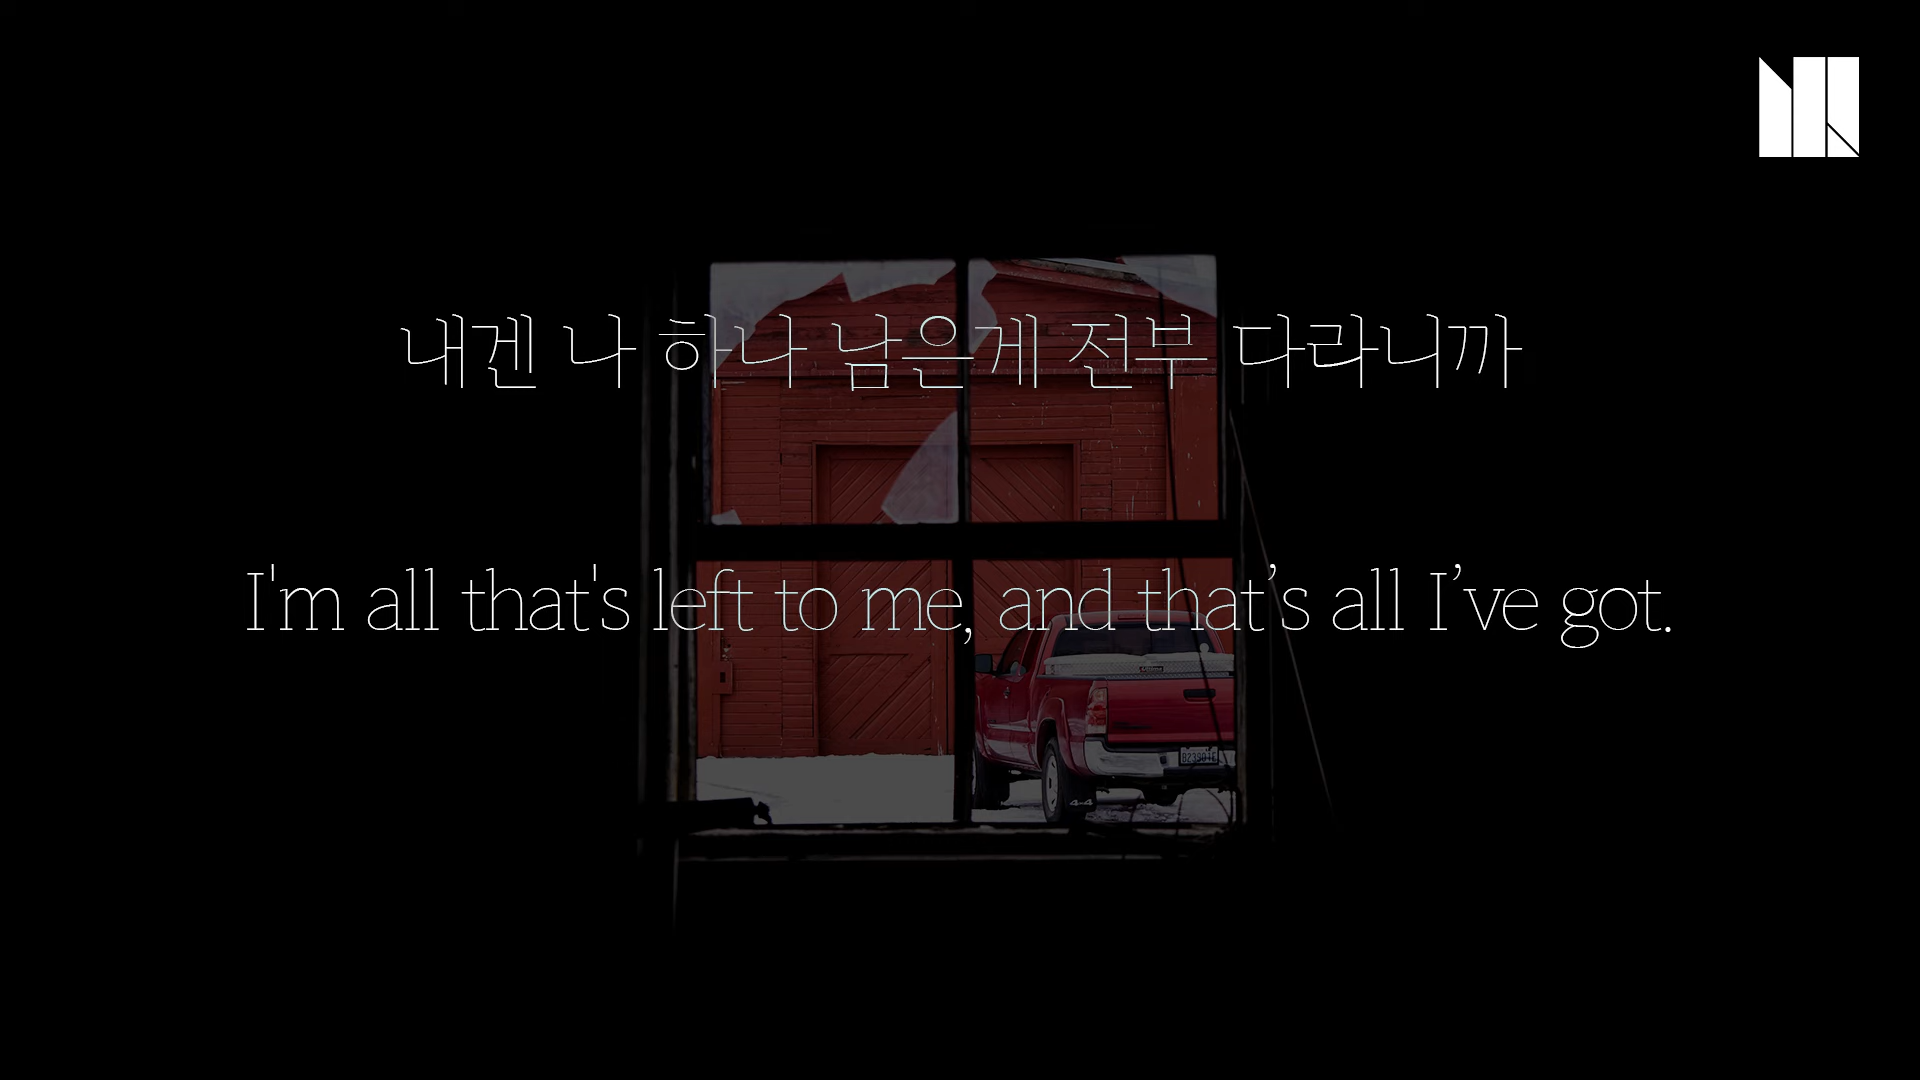 내겐 나 하나 남은게 전부 다라니까
I'm all that's left to me, and that’s all I’ve got.